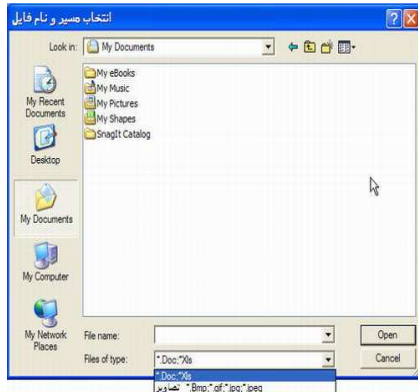 انتخاب مسیر و نام فایل
Look in:
My Documents
My eBooks
My Music
My Pictures
My Shapes
SnagIt Catalog
My Recent
Documents
Desktop
My Documents
My Computer
My Network
Places
File name:
Open
Files of type:
*.Doc;*Xls
Cancel
*.Doc;*Xls
تصاویر *.Bmp;*.gif;*.jpg;*.jpeg